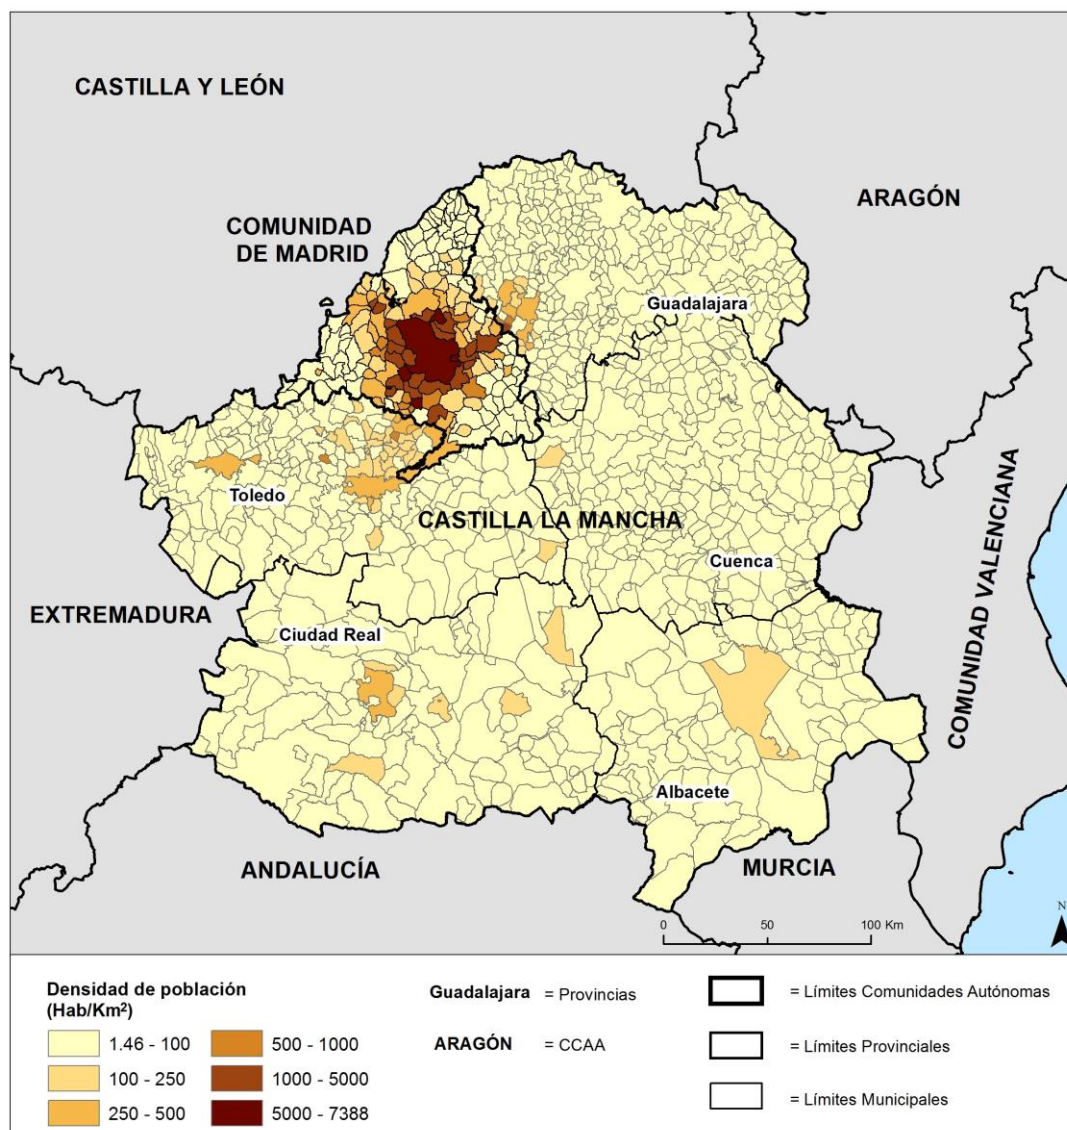 CASTILLA Y LEÓN
ARAGÓN
COMUNIDAD
DE MADRID
Guadalajara
Toledo
CASTILLA LA MANCHA
Cuenca
EXTREMADURA
Ciudad Real
COMUNIDAD VALENCIANA
Albacete
ANDALUCÍA
MURCIA
N
0 50 100 Km
Densidad de población
(Hab/Km²)
1.46 - 100
100 - 250
250 - 500
500 - 1000
1000 - 5000
5000 - 7388
Guadalajara = Provincias
ARAGÓN = CCAA
= Límites Comunidades Autónomas
= Límites Provinciales
= Límites Municipales